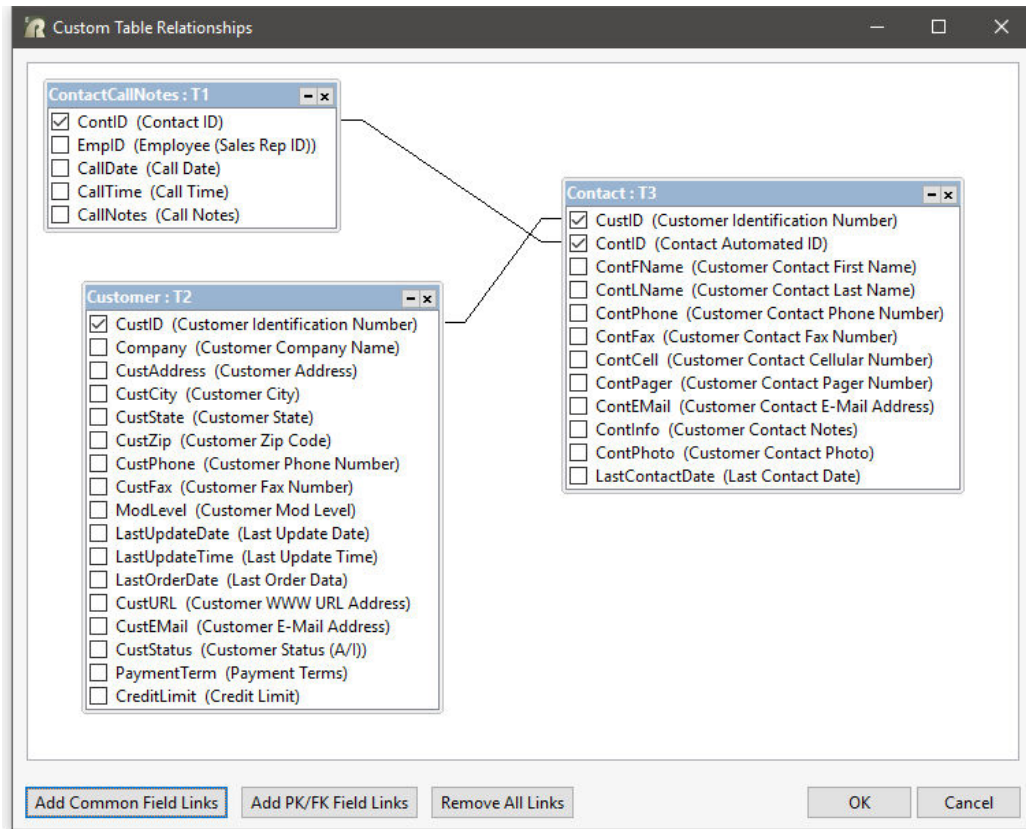 Custom Table Relationships
ContactCallNotes : T1
ContID (Contact ID)
EmpID (Employee (Sales Rep ID))
CallDate (Call Date)
CallTime (Call Time)
CallNotes (Call Notes)
Contact : T3
CustID (Customer Identification Number)
ContID (Contact Automated ID)
ContFName (Customer Contact First Name)
ContLName (Customer Contact Last Name)
ContPhone (Customer Contact Phone Number)
ContFax (Customer Contact Fax Number)
ContCell (Customer Contact Cellular Number)
ContPager (Customer Contact Pager Number)
ContEMail (Customer Contact E-Mail Address)
ContInfo (Customer Contact Notes)
ContPhoto (Customer Contact Photo)
LastContactDate (Last Contact Date)
Customer : T2
CustID (Customer Identification Number)
Company (Customer Company Name)
CustAddress (Customer Address)
CustCity (Customer City)
CustState (Customer State)
CustZip (Customer Zip Code)
CustPhone (Customer Phone Number)
CustFax (Customer Fax Number)
ModLevel (Customer Mod Level)
LastUpdateDate (Last Update Date)
LastUpdateTime (Last Update Time)
LastOrderDate (Last Order Data)
CustURL (Customer WWW URL Address)
CustEMail (Customer E-Mail Address)
CustStatus (Customer Status (A/I))
PaymentTerm (Payment Terms)
CreditLimit (Credit Limit)
Add Common Field Links
Add PK/FK Field Links
Remove All Links
OK
Cancel